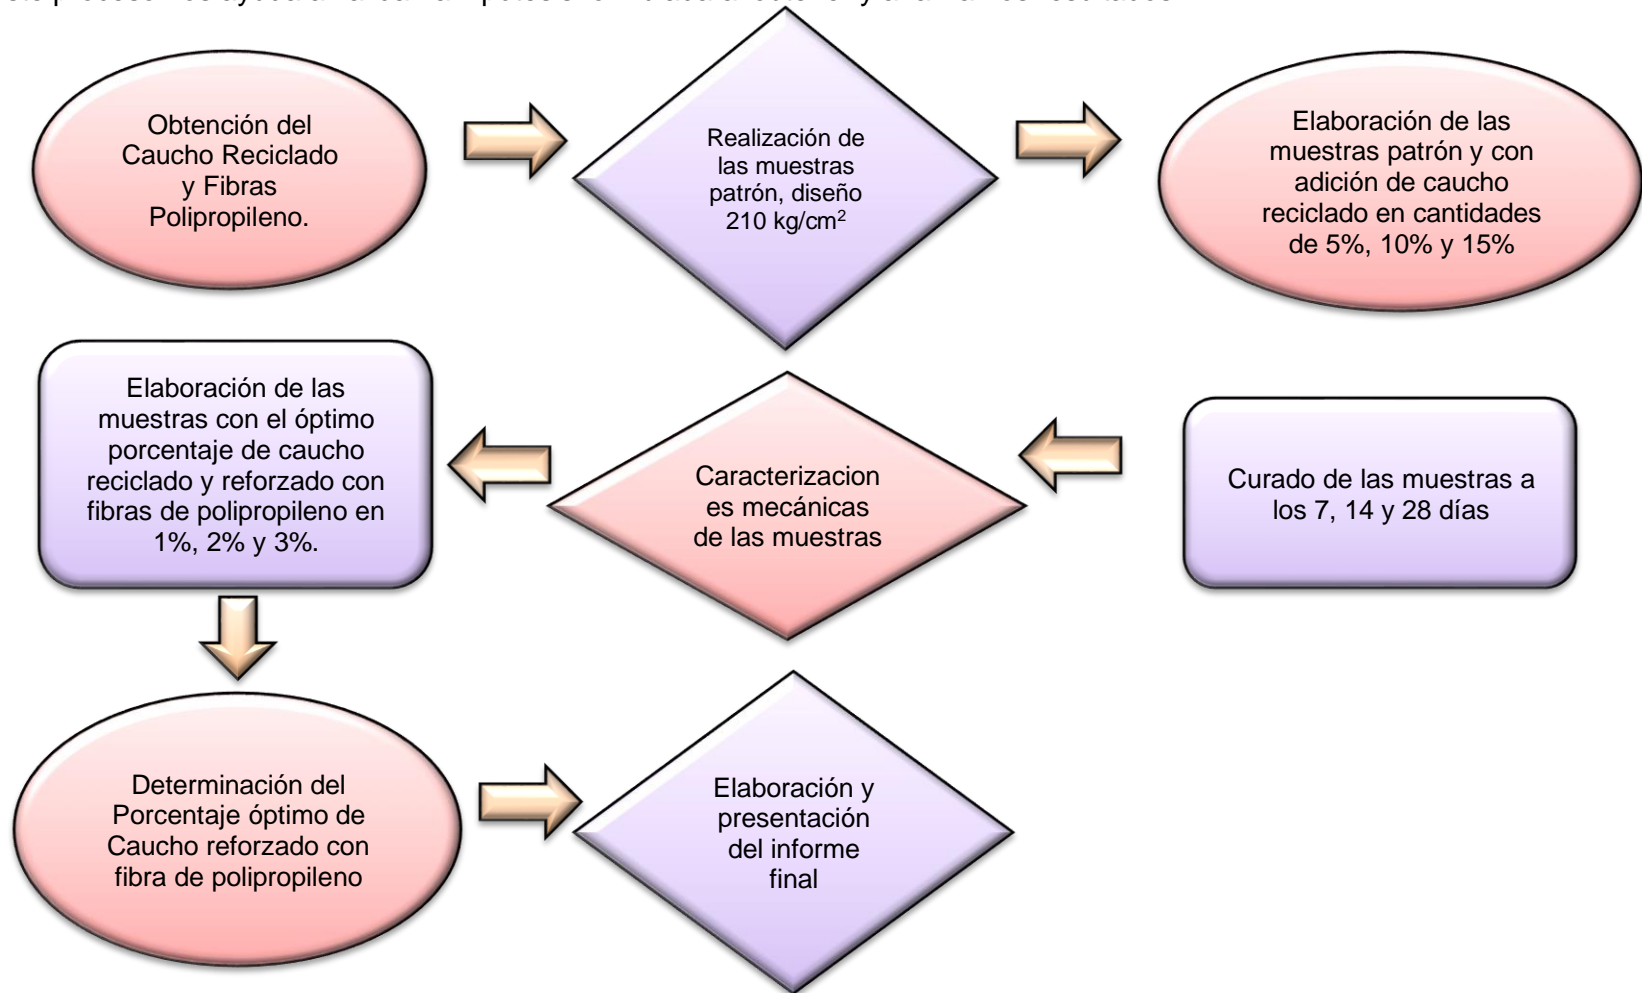 Obtención del
Caucho Reciclado
y Fibras
Polipropileno.
Realización de
las muestras
patrón, diseño
210 kg/cm²
Elaboración de las
muestras patrón y con
adición de caucho
reciclado en cantidades
de 5%, 10% y 15%
Elaboración de las
muestras con el óptimo
porcentaje de caucho
reciclado y reforzado con
fibras de polipropileno en
1%, 2% y 3%.
Caracterizacion
es mecánicas
de las muestras
Curado de las muestras a
los 7, 14 y 28 días
Determinación del
Porcentaje óptimo de
Caucho reforzado con
fibra de polipropileno
Elaboración y
presentación
del informe
final